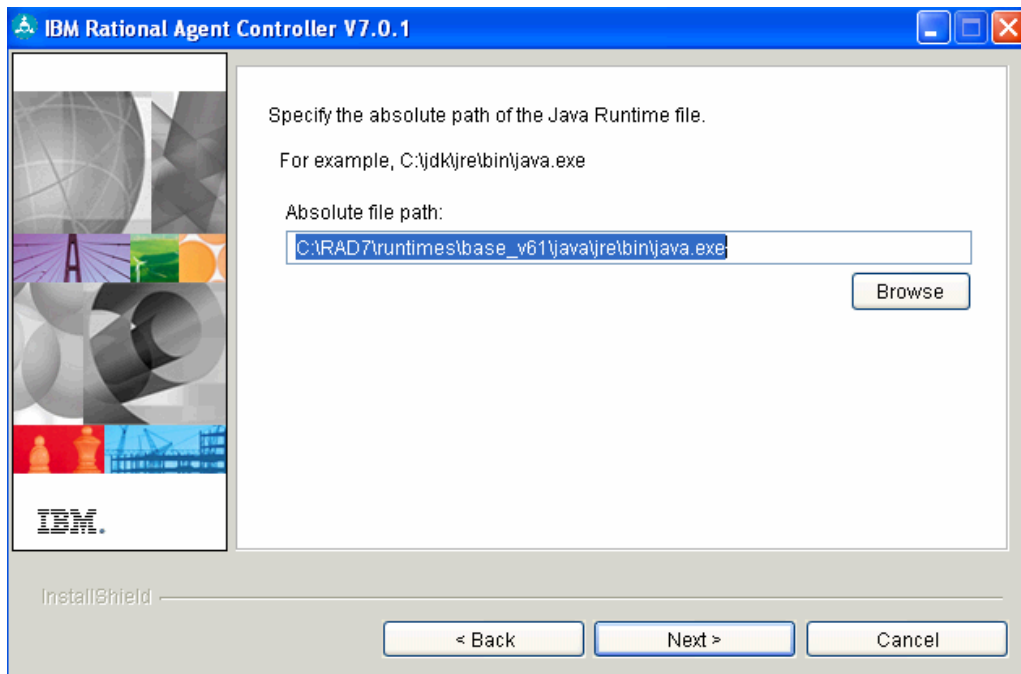 IBM Rational Agent Controller V7.0.1
Specify the absolute path of the Java Runtime file.
For example, C:\jdk\jre\bin\java.exe
Absolute file path:
C:\RAD7\runtimes\base_v61\java\jre\bin\java.exe
Browse
IBM.
InstallShield
< Back
Next >
Cancel